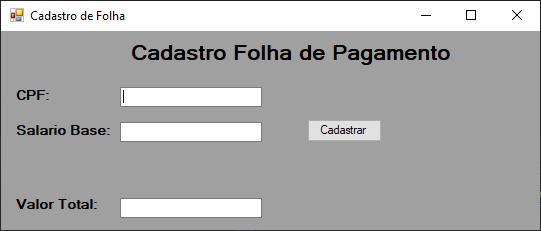 Cadastro de Folha
Cadastro Folha de Pagamento
CPF:
Salario Base:
Cadastrar
Valor Total: